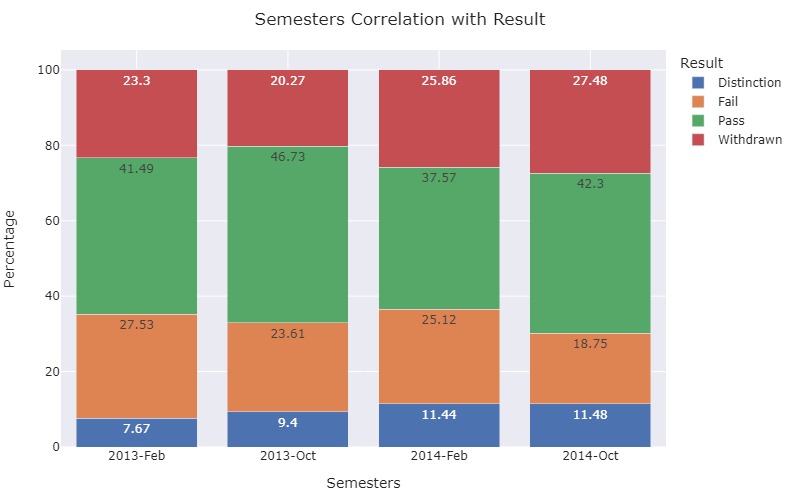 Semesters Correlation with Result
Result
Distinction
Fail
Pass
Withdrawn
Percentage
100
80
60
40
20
0
23.3
20.27
25.86
27.48
41.49
46.73
37.57
42.3
27.53
23.61
25.12
18.75
7.67
9.4
11.44
11.48
2013-Feb
2013-Oct
2014-Feb
2014-Oct
Semesters